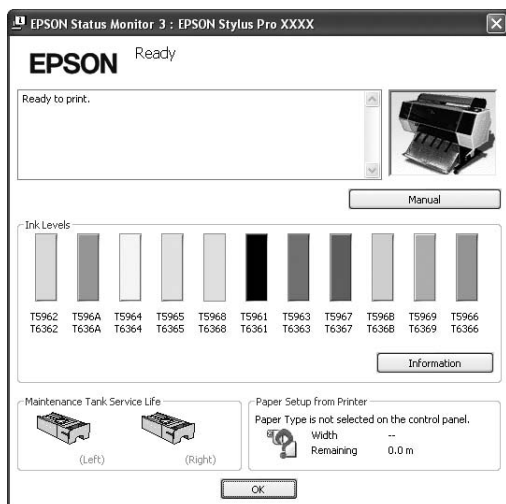 EPSON Status Monitor 3 : EPSON Stylus Pro XXXX
EPSON
Ready
Ready to print.
Manual
Ink Levels
T5962 T596A T5964 T5965 T5968 T5961 T5963 T5967 T596B T5969 T5966
T6362 T636A T6364 T6365 T6368 T6361 T6363 T6367 T636B T6369 T6366
Information
Maintenance Tank Service Life
(Left) (Right)
Paper Setup from Printer
Paper Type is not selected on the control panel.
Width --
Remaining 0.0 m
OK